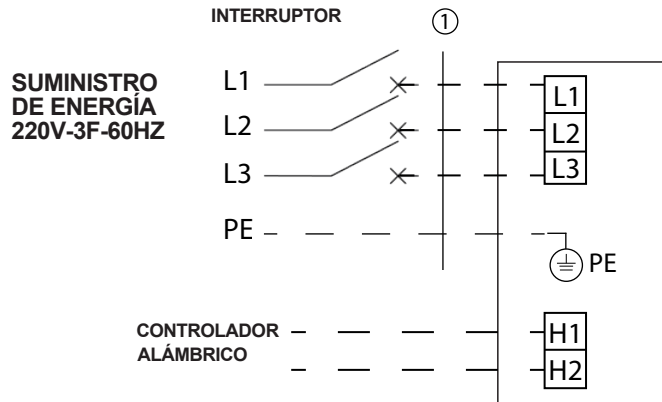 INTERRUPTOR
①
SUMINISTRO
DE ENERGÍA
220V-3F-60HZ
L1
L2
L3
PE
L1
L2
L3
PE
CONTROLADOR
ALÁMBRICO
H1
H2